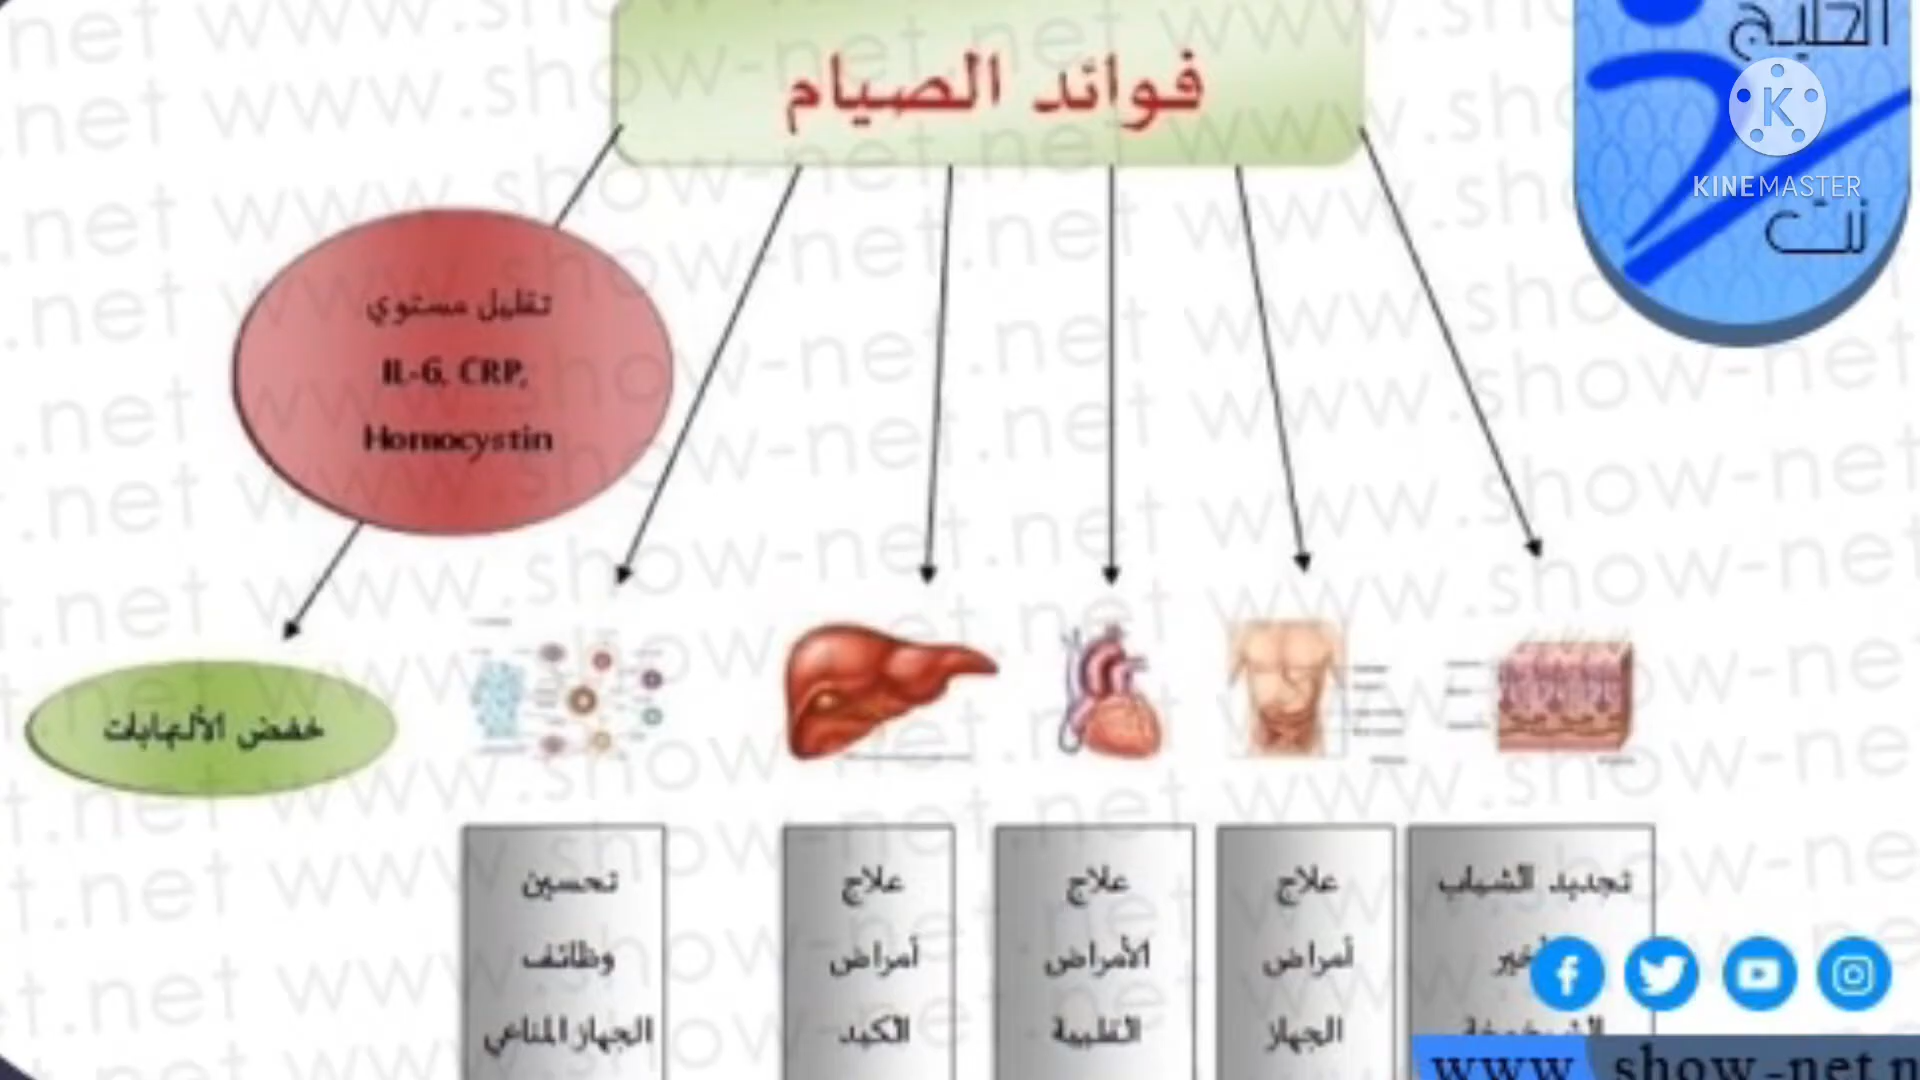 فوائد الصيام
الخليج
نت
KINEMASTER
تقليل مستوي
IL-6, CRP,
Homocystin
خفض الألتهابات
تحسين
وظائف
الجهاز المناعي
علاج
أمراض
الكبد
علاج
الأمراض
القلبية
علاج
أمراض
الجهاز
تجديد الشباب
www.show-net.n